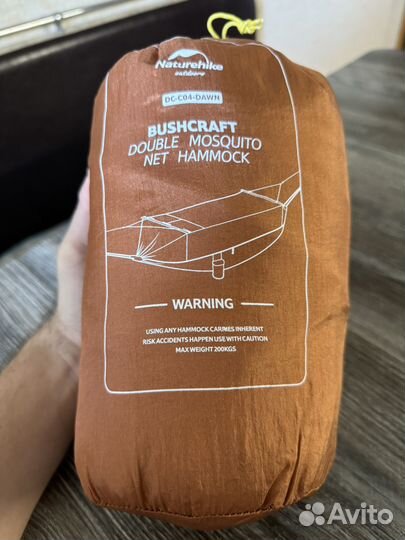 Naturehike
outdoors
DC-C04-DAWN
BUSHCRAFT
DOUBLE MOSQUITO
NET HAMMOCK
WARNING
USING ANY HAMMOCK CARRIES INHERENT
RISK ACCIDENTS HAPPEN USE WITH CAUTION
MAX WEIGHT 200KGS
Avito